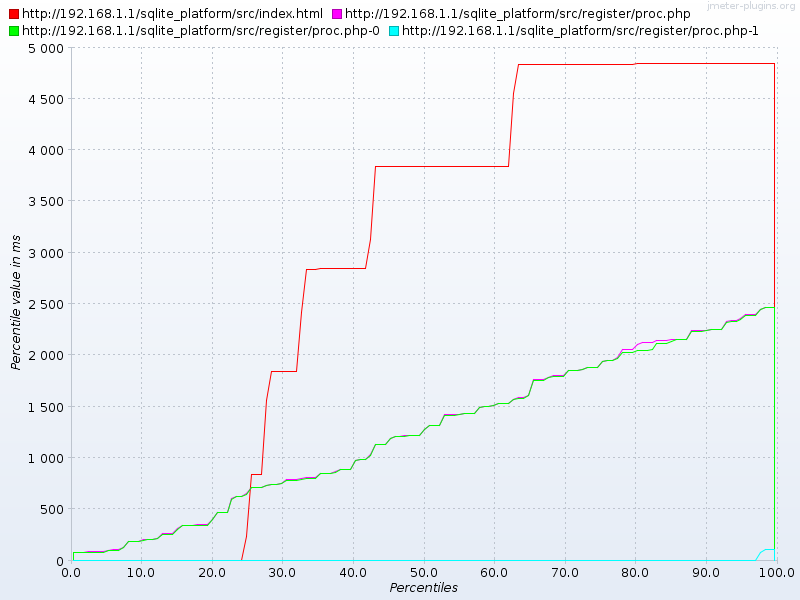 jmeter-plugins.org
http://192.168.1.1/sqlite_platform/src/index.html http://192.168.1.1/sqlite_platform/src/register/proc.php
http://192.168.1.1/sqlite_platform/src/register/proc.php-0 http://192.168.1.1/sqlite_platform/src/register/proc.php-1
5 000
4 500
4 000
3 500
3 000
2 500
2 000
1 500
1 000
500
0
Percentile value in ms
0.0 10.0 20.0 30.0 40.0 50.0 60.0 70.0 80.0 90.0 100.0
Percentiles